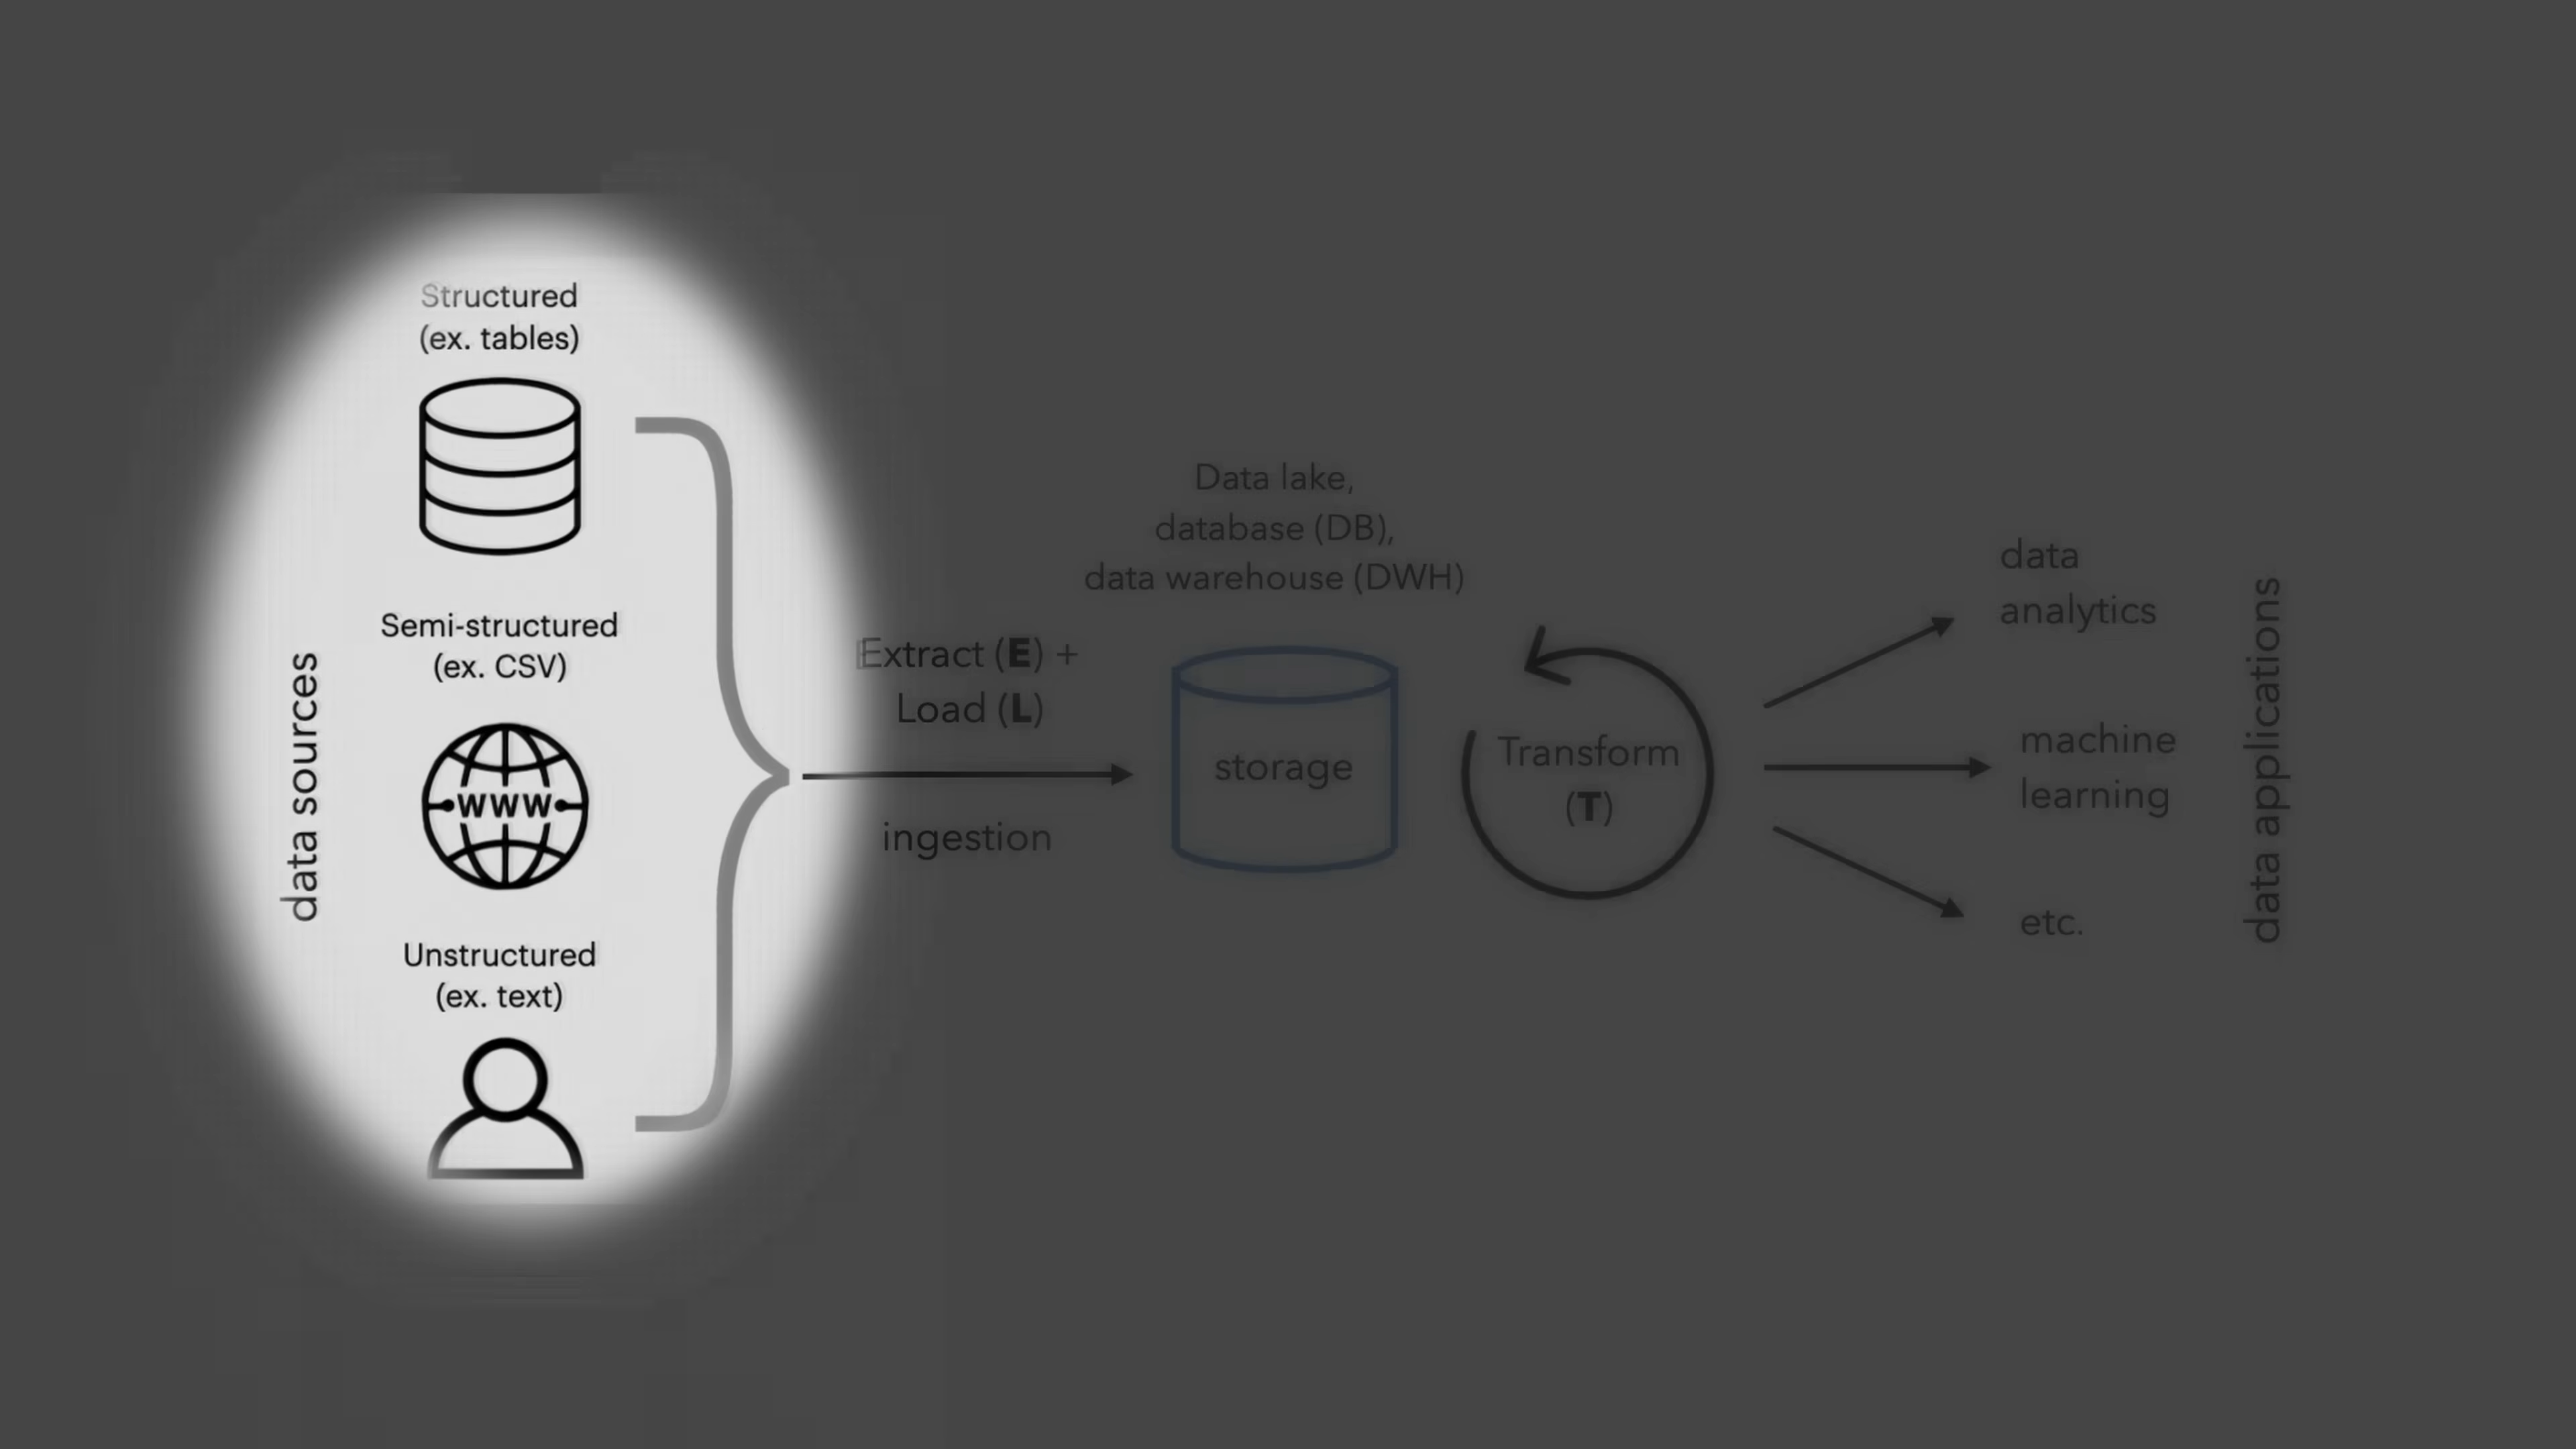 data sources
Structured
(ex. tables)
Semi-structured
(ex. CSV)
WWW
Unstructured
(ex. text)
Extract (E) +
Load (L)
ingestion
Data lake,
database (DB),
data warehouse (DWH)
storage
Transform
(T)
data
analytics
machine
learning
etc.
data applications